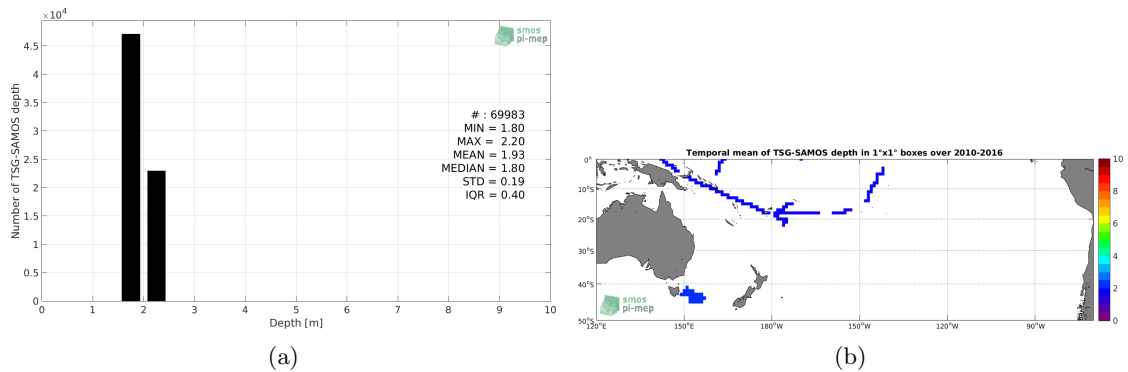 ×10⁴
4.5
4
3.5
3
2.5
2
1.5
1
0.5
0
Number of TSG-SAMOS depth
smos
pi-mep
# : 69983
MIN = 1.80
MAX = 2.20
MEAN = 1.93
MEDIAN = 1.80
STD = 0.19
IQR = 0.40
0 1 2 3 4 5 6 7 8 9 10
Depth [m]
(a)
Temporal mean of TSG-SAMOS depth in 1°x1° boxes over 2010-2016
0°
10°S
20°S
30°S
40°S
50°S
smos
pi-mep
120°E 150°E 180°W 150°W 120°W 90°W
10
8
6
4
2
0
(b)